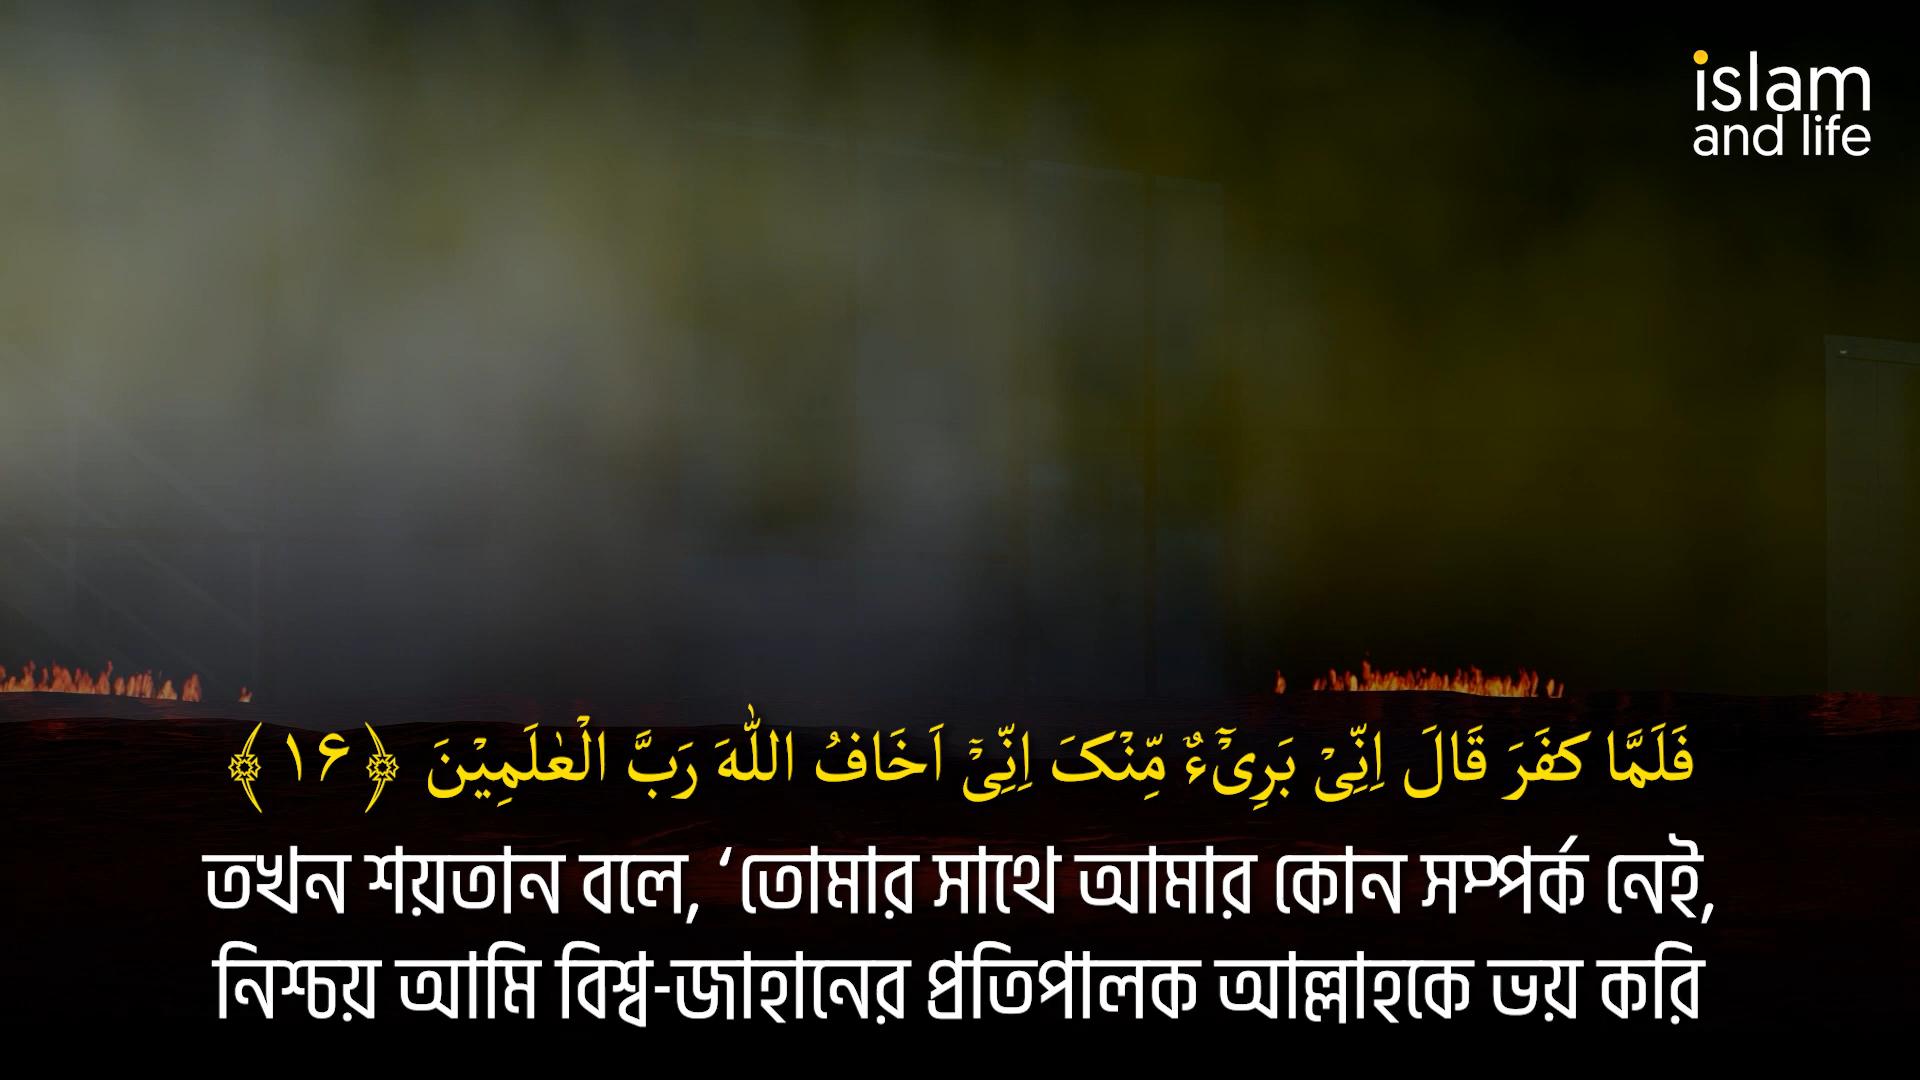 islam
and life
فَلَمَّا کَفَرَ قَالَ اِنِّیْ بَرِیْٓءٌ مِّنْکَ اِنِّیْۤ اَخَافُ اللّٰہَ رَبَّ الْعٰلَمِیْنَ ﴿۱۶﴾
তখন শয়তান বলে, ‘তোমার সাথে আমার কোন সম্পর্ক নেই,
নিশ্চয় আমি বিশ্ব-জাহানের প্রতিপালক আল্লাহকে ভয় করি